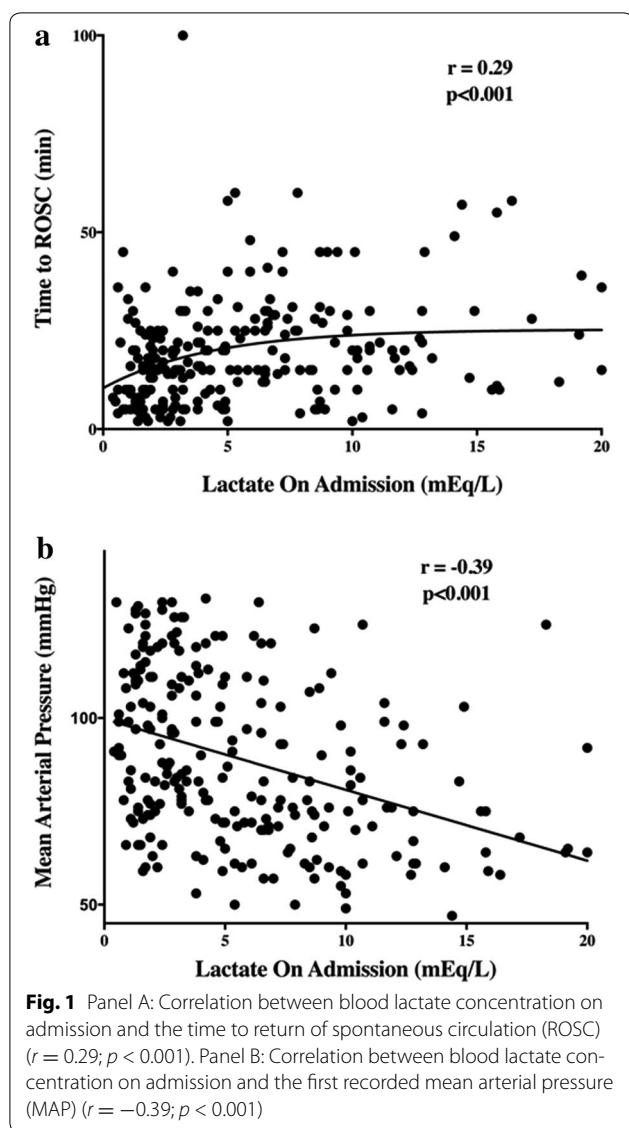 a
100
r = 0.29
p<0.001
Time to ROSC (min)
50
0
0 5 10 15 20
Lactate On Admission (mEq/L)
b
r = -0.39
p<0.001
Mean Arterial Pressure (mmHg)
100
50
0 5 10 15 20
Lactate On Admission (mEq/L)
Fig. 1 Panel A: Correlation between blood lactate concentration on
admission and the time to return of spontaneous circulation (ROSC)
(r = 0.29; p < 0.001). Panel B: Correlation between blood lactate con-
centration on admission and the first recorded mean arterial pressure
(MAP) (r = −0.39; p < 0.001)